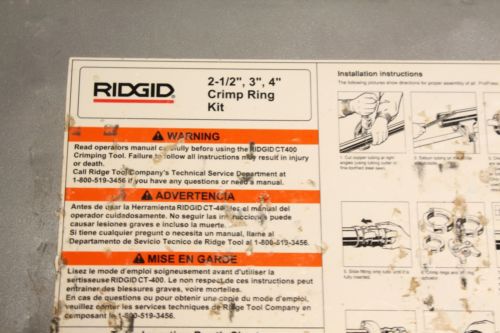 RIDGID
2-1/2", 3", 4"
Crimp Ring
Kit
WARNING
Read operators manual carefully before using the RIDGID CT400
Crimping Tool. Failure to follow all instructions may result in injury
or death.
Call Ridge Tool Company's Technical Service Department at
1-800-519-3456 if you have any questions or need a manual.
ADVERTENCIA
Antes de usar la Herramienta RIDGID CT-400, lea el manual del
operador cuidadosamente. No seguir las instrucciones puede
causar lesiones graves e incluso la muerte.
Si tiene cualquier pregunta o necesita un manual, llame al
Departamento de Sevicio Tecnico de Ridge Tool al 1-800-519-3456.
MISE EN GARDE
Lisez le mode d'emploi soigneusement avant d'utiliser la
sertisseuse RIDGID CT-400. Le non respect de ces instructions peut
entrainer des blessures graves, voire mortelles.
En cas de questions ou pour obtenir une copie du mode d'emploi,
veuillez contacter les services techniques de Ridge Tool Company en
Installation instructions
The following pictures show directions for proper assembly of all
1. Cut copper tubing at right